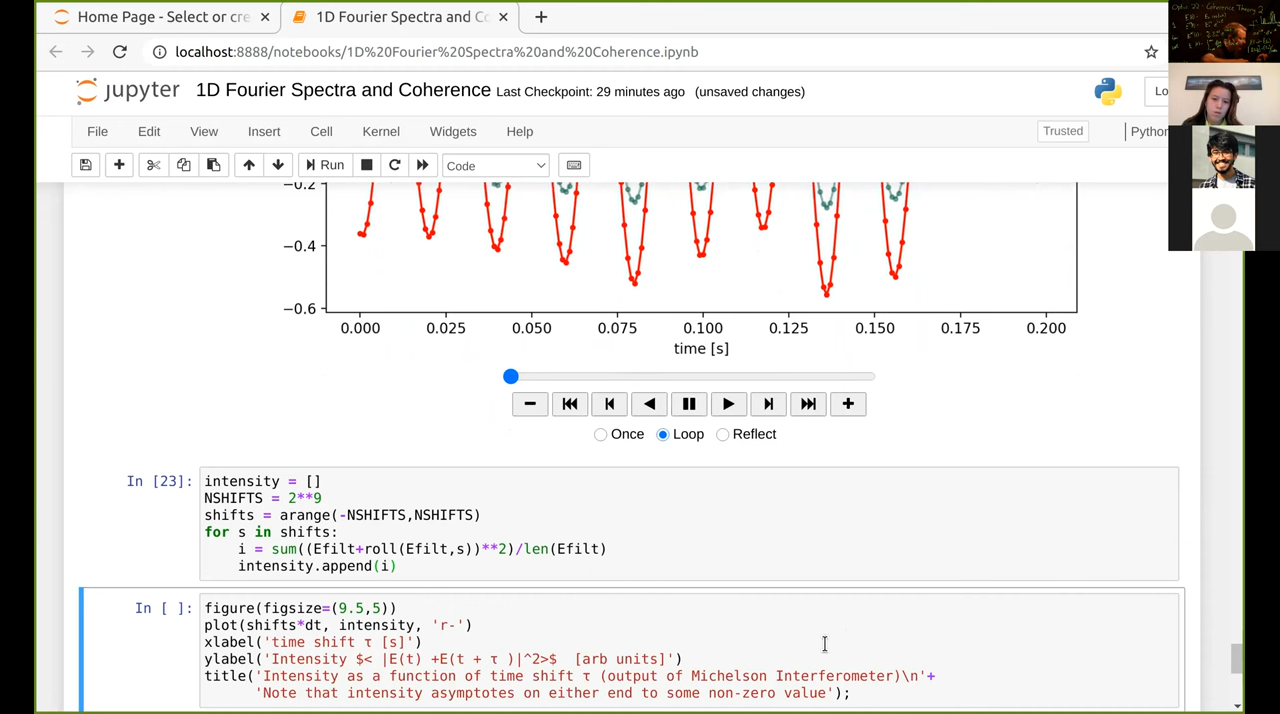 Home Page - Select or cre
1D Fourier Spectra and Co
localhost:8888/notebooks/1D%20Fourier%20Spectra%20and%20Coherence.ipynb
jupyter 1D Fourier Spectra and Coherence Last Checkpoint: 29 minutes ago (unsaved changes)
Lo
File Edit View Insert Cell Kernel Widgets Help
Trusted
Python
Run
Code
−0.2
−0.4
−0.6
0.000 0.025 0.050 0.075 0.100 0.125 0.150 0.175 0.200
time [s]
Once Loop Reflect
In [23]:
intensity = []
NSHIFTS = 2**9
shifts = arange(-NSHIFTS,NSHIFTS)
for s in shifts:
i = sum((Efilt+roll(Efilt,s))**2)/len(Efilt)
intensity.append(i)
In [ ]:
figure(figsize=(9.5,5))
plot(shifts*dt, intensity, 'r-')
xlabel('time shift τ [s]')
ylabel('Intensity $< |E(t) +E(t + τ )|^2>$  [arb units]')
title('Intensity as a function of time shift τ (output of Michelson Interferometer)\n'+
'Note that intensity asymptotes on either end to some non-zero value');